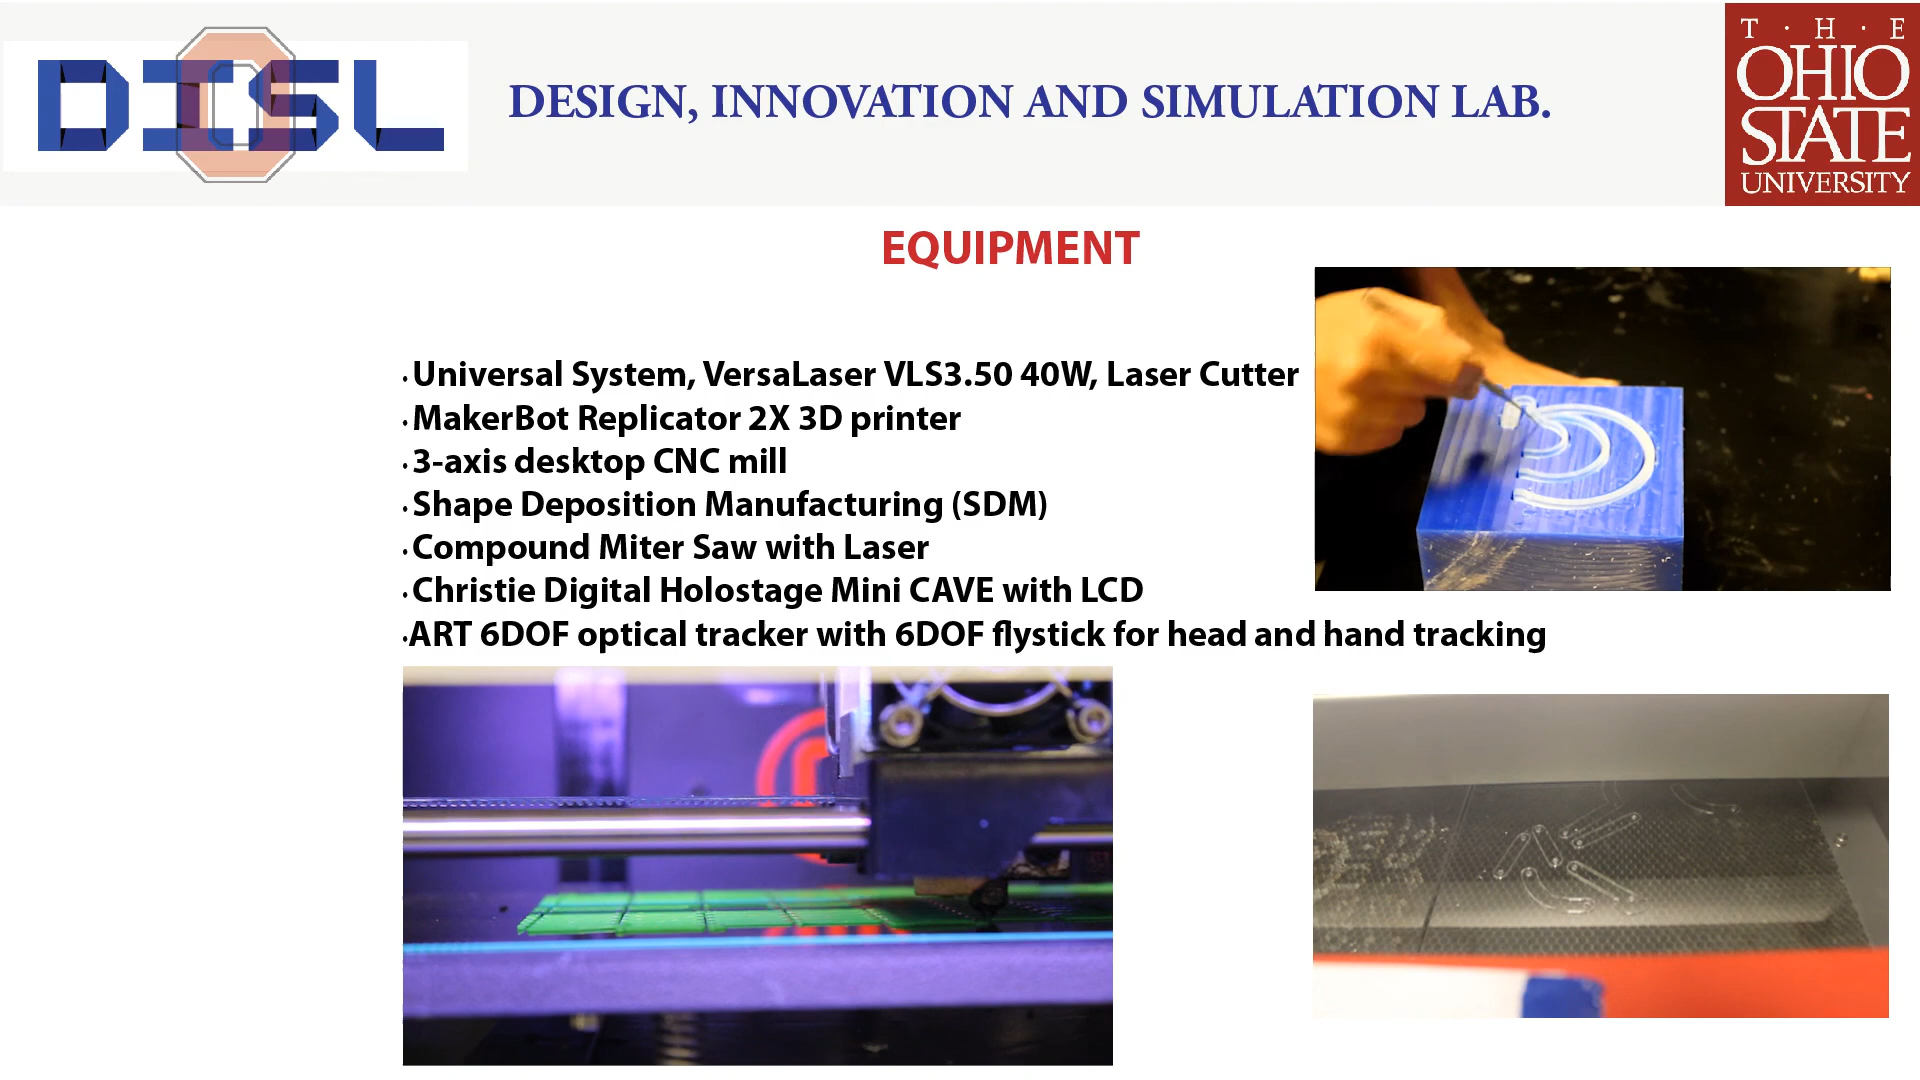 DISL
DESIGN, INNOVATION AND SIMULATION LAB.
T · H · E
OHIO
STATE
UNIVERSITY
EQUIPMENT
· Universal System, VersaLaser VLS3.50 40W, Laser Cutter
· MakerBot Replicator 2X 3D printer
· 3-axis desktop CNC mill
· Shape Deposition Manufacturing (SDM)
· Compound Miter Saw with Laser
· Christie Digital Holostage Mini CAVE with LCD
·ART 6DOF optical tracker with 6DOF flystick for head and hand tracking